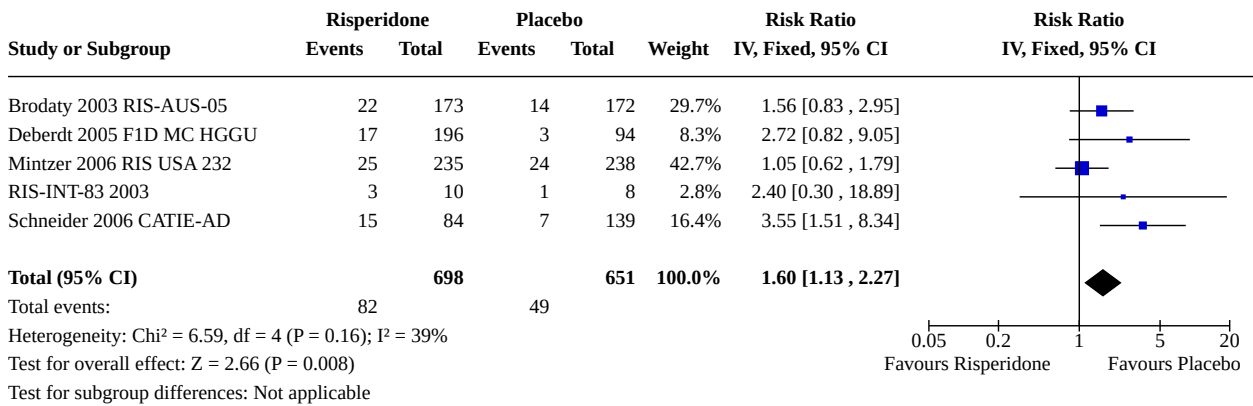 Risperidone Placebo Risk Ratio Risk Ratio
Study or Subgroup Events Total Events Total Weight IV, Fixed, 95% CI IV, Fixed, 95% CI
Brodaty 2003 RIS-AUS-05 22 173 14 172 29.7% 1.56 [0.83 , 2.95]
Deberdt 2005 F1D MC HGGU 17 196 3 94 8.3% 2.72 [0.82 , 9.05]
Mintzer 2006 RIS USA 232 25 235 24 238 42.7% 1.05 [0.62 , 1.79]
RIS-INT-83 2003 3 10 1 8 2.8% 2.40 [0.30 , 18.89]
Schneider 2006 CATIE-AD 15 84 7 139 16.4% 3.55 [1.51 , 8.34]
Total (95% CI) 698 651 100.0% 1.60 [1.13 , 2.27]
Total events: 82 49
Heterogeneity: Chi² = 6.59, df = 4 (P = 0.16); I² = 39%
0.05 0.2 1 5 20
Test for overall effect: Z = 2.66 (P = 0.008)
Favours Risperidone Favours Placebo
Test for subgroup differences: Not applicable